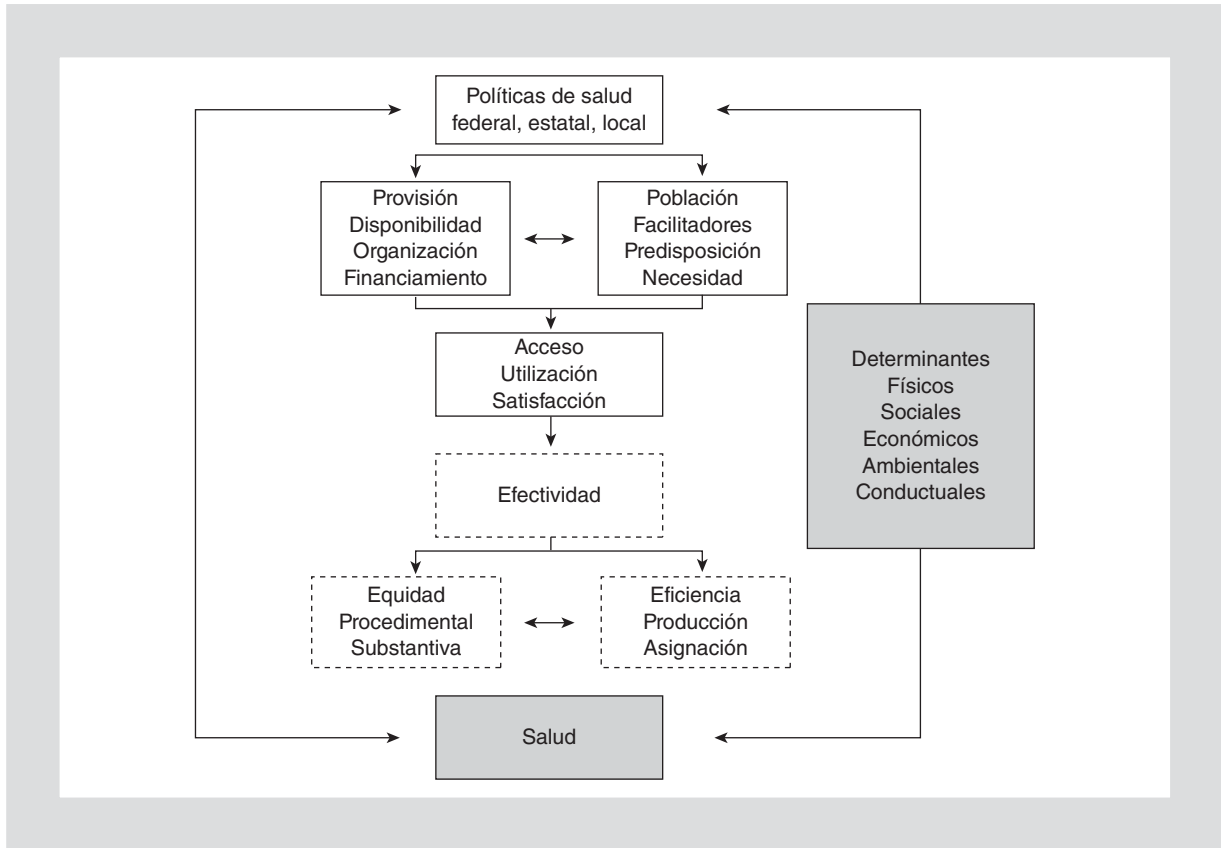 Políticas de salud
federal, estatal, local
Provisión
Disponibilidad
Organización
Financiamiento
Población
Facilitadores
Predisposición
Necesidad
Acceso
Utilización
Satisfacción
Determinantes
Físicos
Sociales
Económicos
Ambientales
Conductuales
Efectividad
Equidad
Procedimental
Substantiva
Eficiencia
Producción
Asignación
Salud